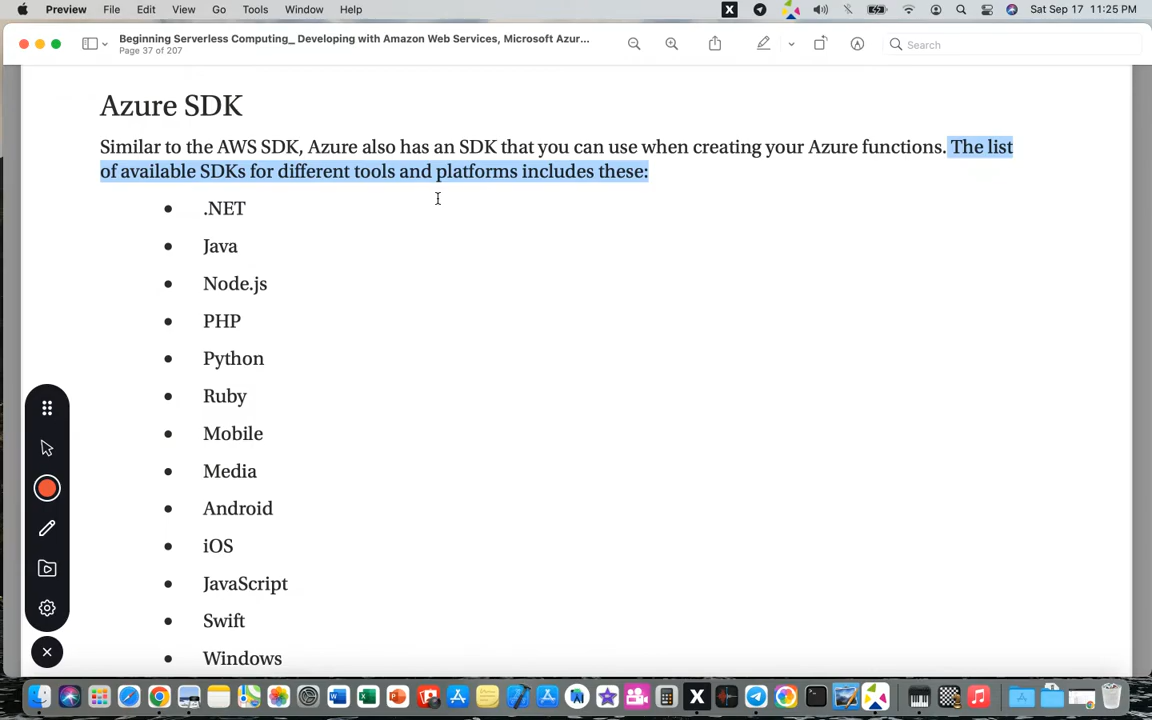 Preview File Edit View Go Tools Window Help Sat Sep 17 11:25 PM
Beginning Serverless Computing_ Developing with Amazon Web Services, Microsoft Azur...
Page 37 of 207
Search
Azure SDK
Similar to the AWS SDK, Azure also has an SDK that you can use when creating your Azure functions. The list
of available SDKs for different tools and platforms includes these:
• .NET
• Java
• Node.js
• PHP
• Python
• Ruby
• Mobile
• Media
• Android
• iOS
• JavaScript
• Swift
• Windows